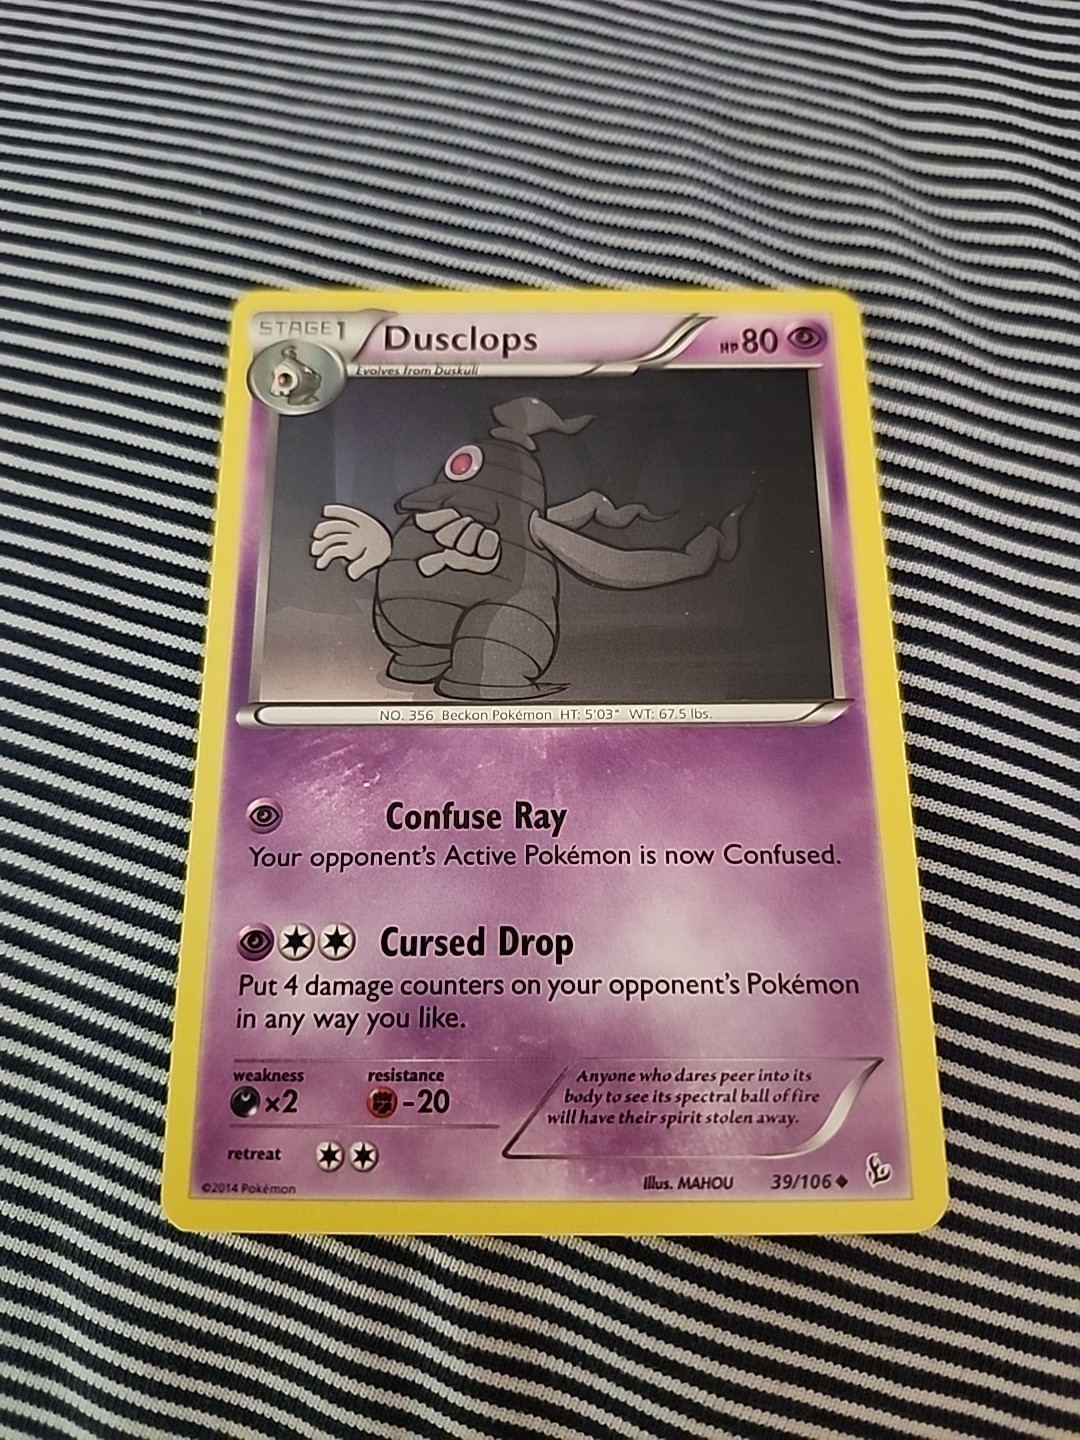 STAGE1
Dusclops
HP80
Evolves from Duskull
NO. 356 Beckon Pokémon HT: 5'03" WT: 67.5 lbs.
Confuse Ray
Your opponent's Active Pokémon is now Confused.
Cursed Drop
Put 4 damage counters on your opponent's Pokémon
in any way you like.
weakness
×2
resistance
-20
Anyone who dares peer into its
body to see its spectral ball of fire
will have their spirit stolen away.
retreat
©2014 Pokémon
Illus. MAHOU
39/106